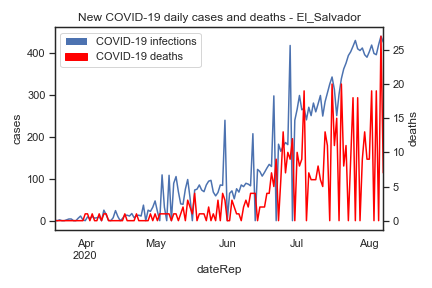 New COVID-19 daily cases and deaths - El_Salvador
COVID-19 infections
COVID-19 deaths
400
300
200
100
0
cases
25
20
15
10
5
0
deaths
Apr
2020
May
Jun
Jul
Aug
dateRep